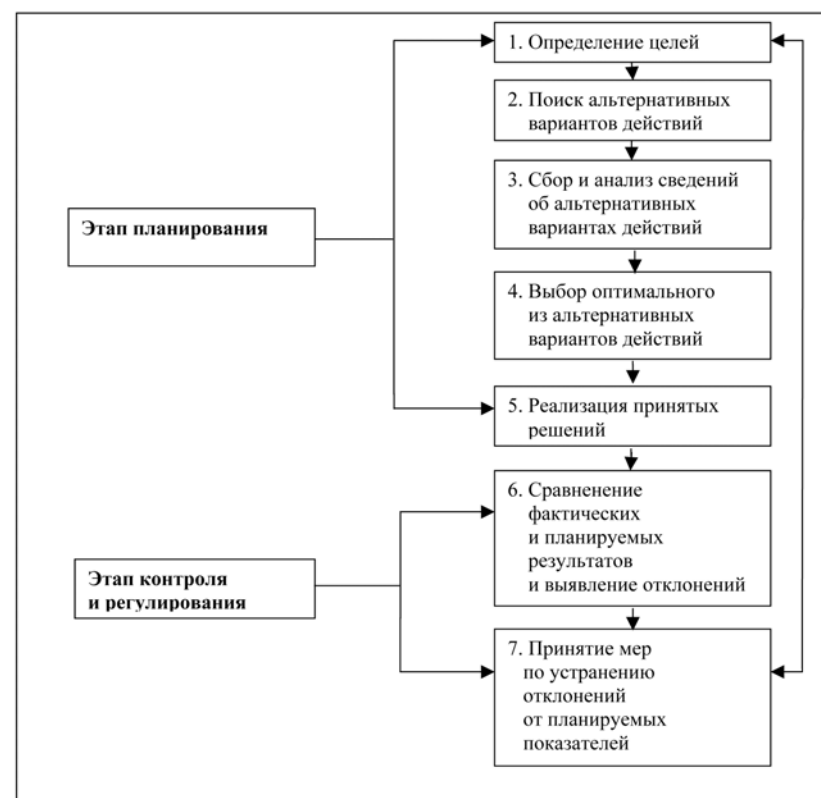 1. Определение целей
2. Поиск альтернативных
вариантов действий
3. Сбор и анализ сведений
об альтернативных
вариантах действий
Этап планирования
4. Выбор оптимального
из альтернативных
вариантов действий
5. Реализация принятых
решений
6. Сравненение
фактических
и планируемых
результатов
и выявление отклонений
Этап контроля
и регулирования
7. Принятие мер
по устранению
отклонений
от планируемых
показателей